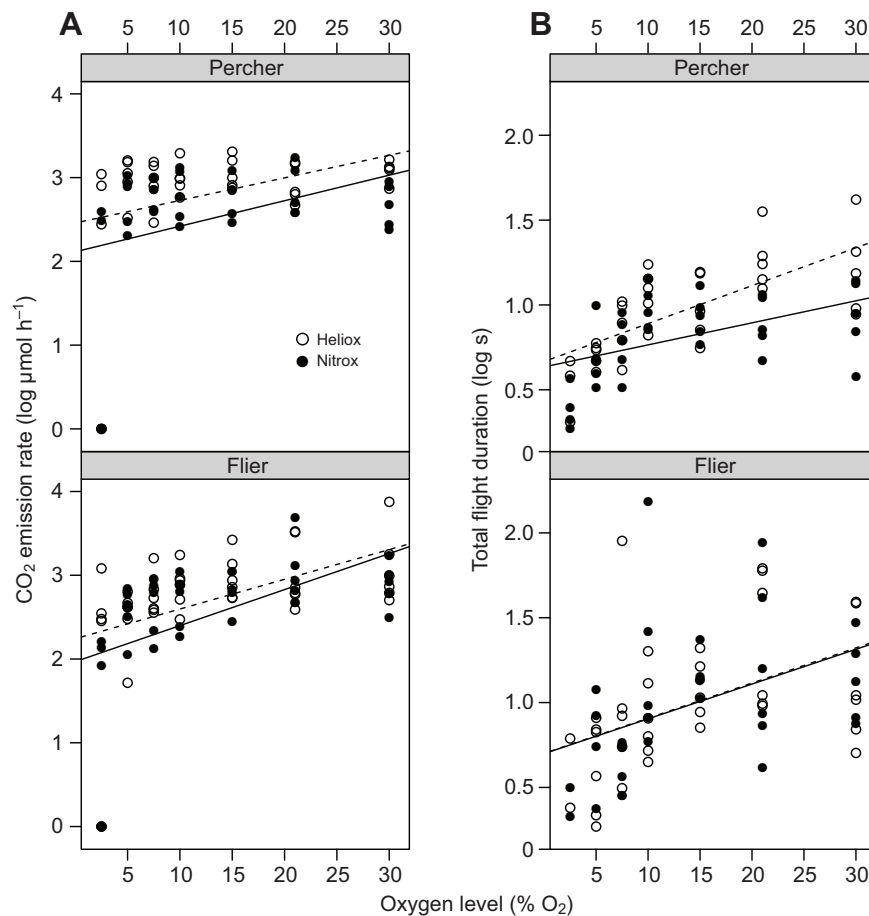 A
B
5 10 15 20 25 30
5 10 15 20 25 30
Percher
Percher
4
3
2
1
0
2.0
1.5
1.0
0.5
0
Heliox
Nitrox
CO2 emission rate (log µmol h–1)
Total flight duration (log s)
Flier
Flier
4
3
2
1
0
2.0
1.5
1.0
0.5
0
5 10 15 20 25 30
5 10 15 20 25 30
Oxygen level (% O2)